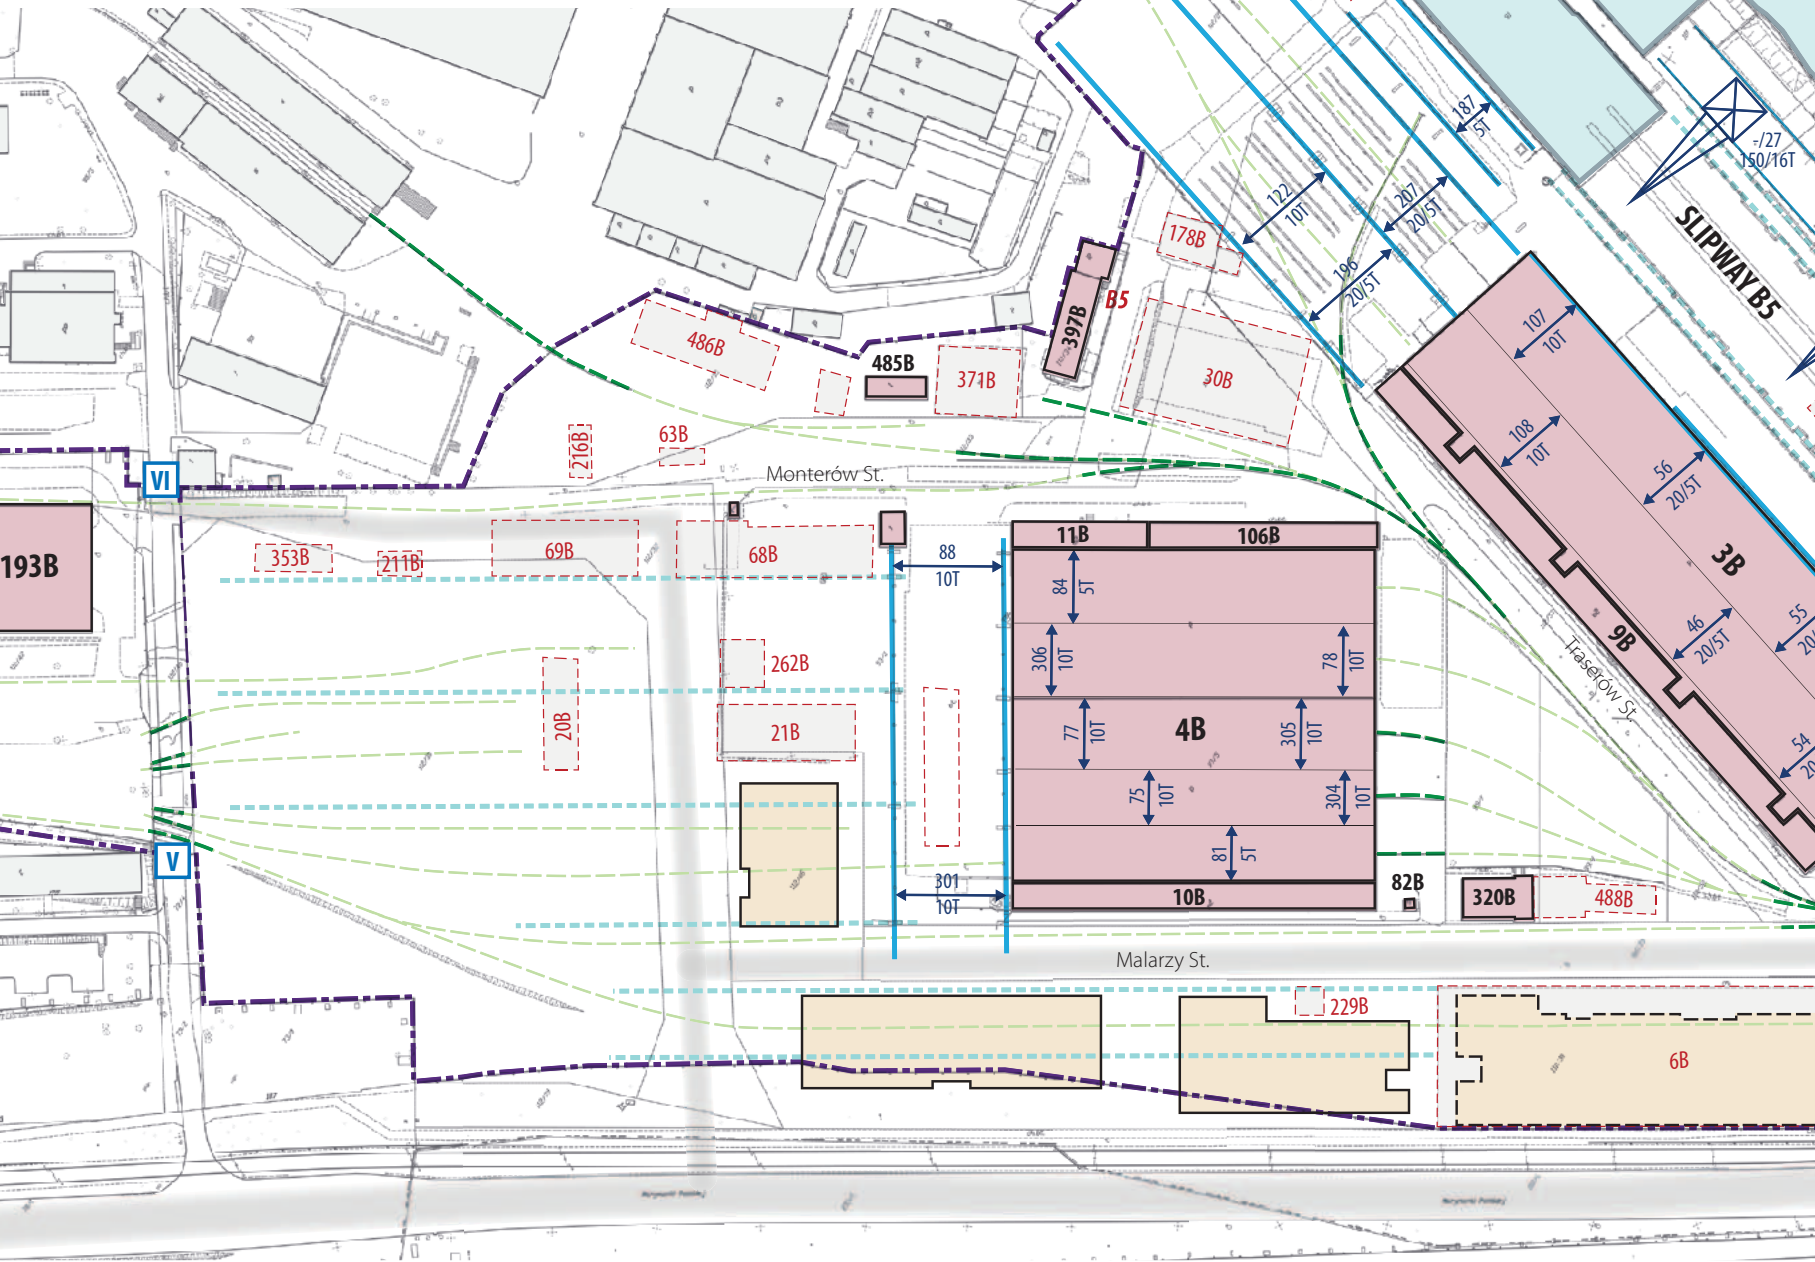 187
5T
-/27
150/16T
122
10T
207
20/5T
196
20/5T
SLIPWAY B5
178B
B5
397B
486B
485B
371B
30B
107
10T
108
10T
56
20/5T
216B
63B
VI
Monterów St.
193B
353B
211B
69B
68B
88
10T
11B
106B
84
5T
306
10T
78
10T
3B
9B
46
20/5T
55
54
Traserów St.
262B
20B
21B
77
10T
4B
305
10T
75
10T
304
10T
81
5T
V
301
10T
10B
82B
320B
488B
Malarzy St.
229B
6B
Marynarki Polskiej
Marynarki Polskiej